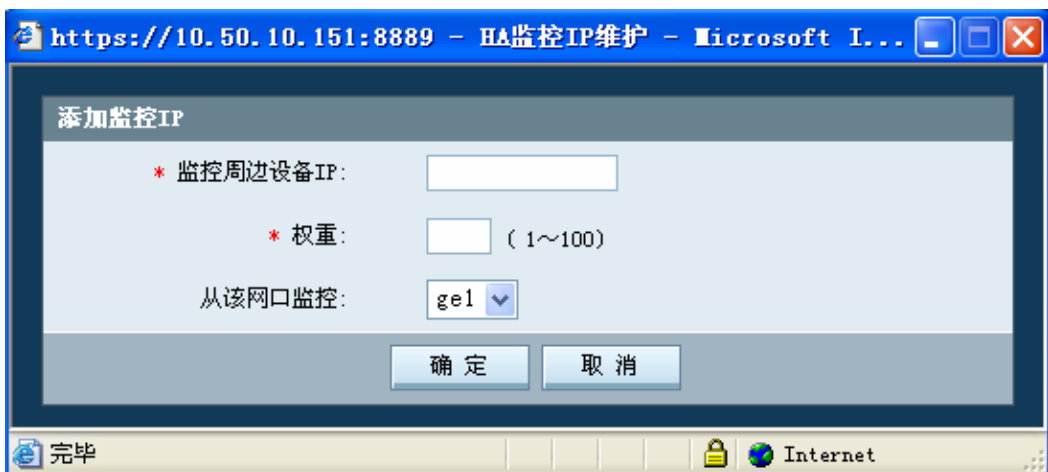 https://10.50.10.151:8889 - HA监控IP维护 - Microsoft I...
添加监控IP
* 监控周边设备IP:
* 权重: ( 1～100)
从该网口监控: ge1
确 定 取 消
完毕 Internet